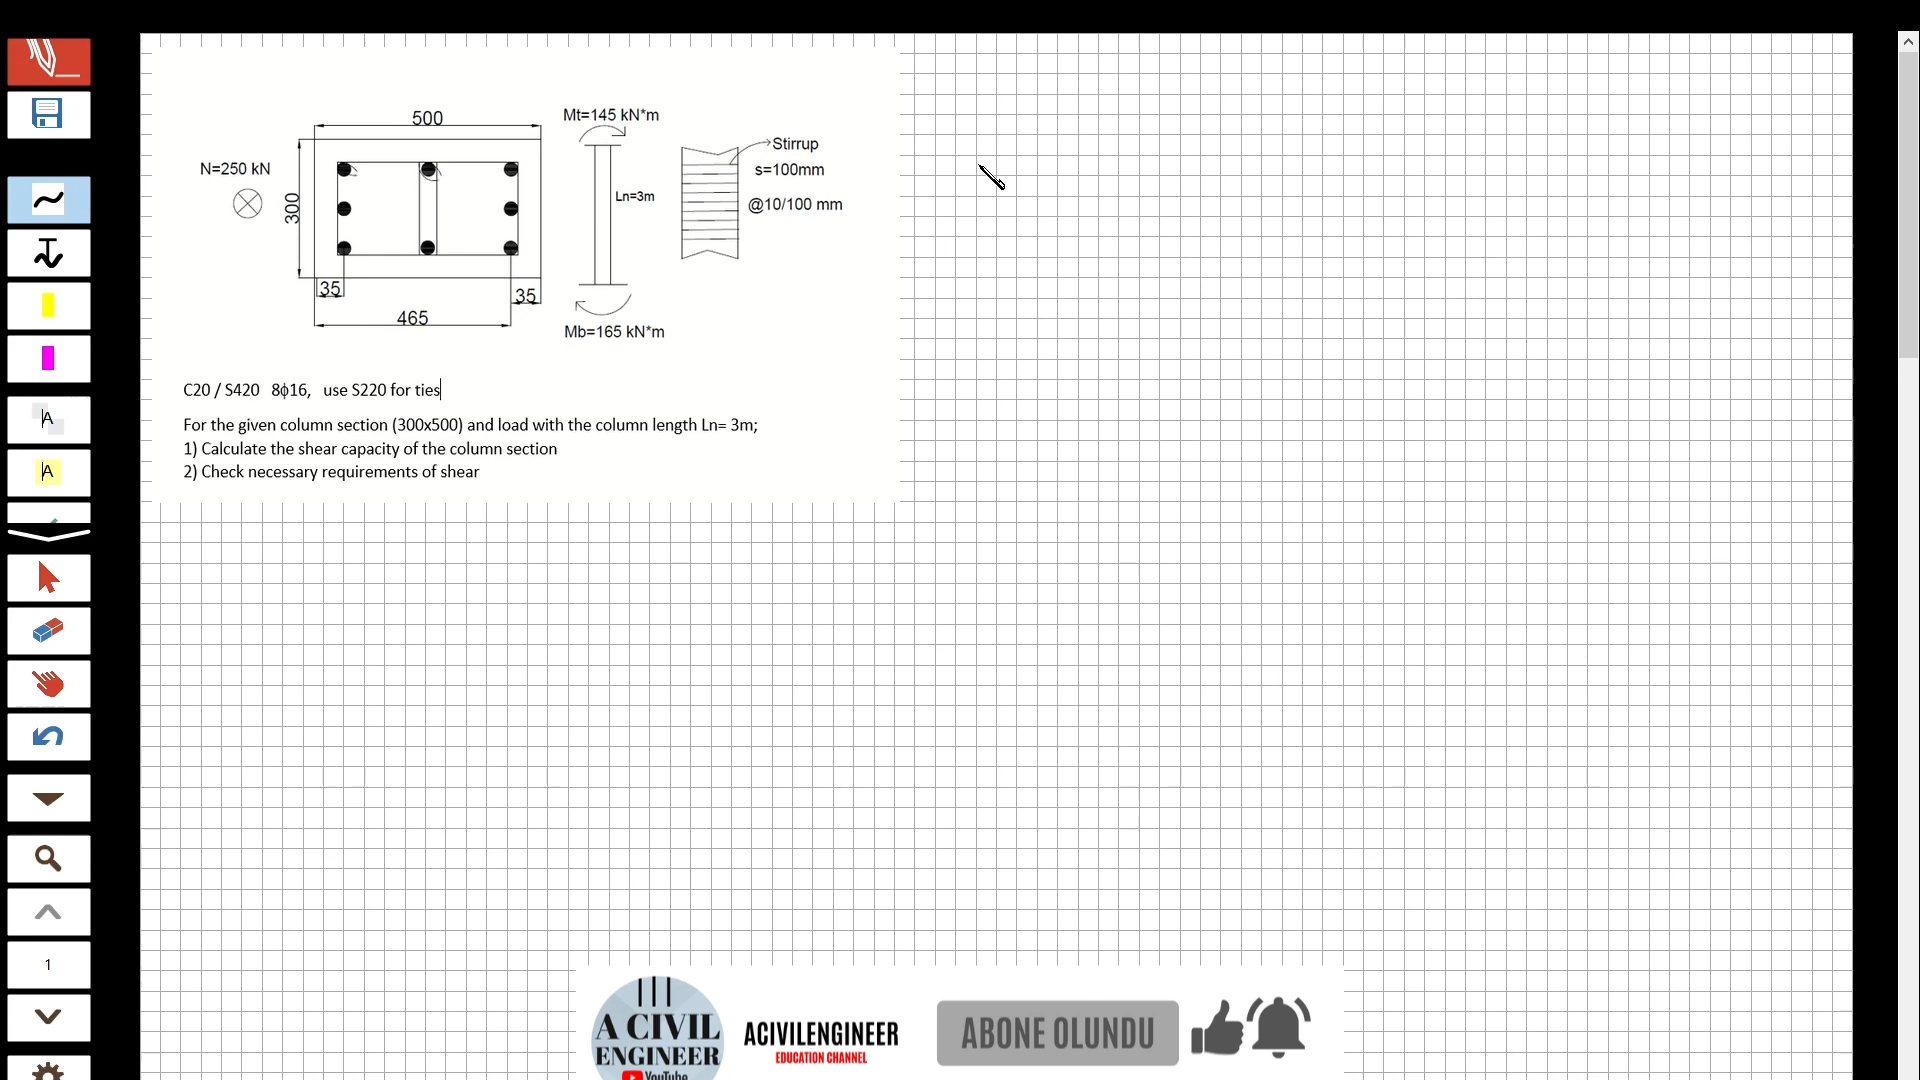 500
Mt=145 kN*m
Stirrup
N=250 kN
s=100mm
300
Ln=3m
@10/100 mm
35
35
465
Mb=165 kN*m
C20 / S420 8ϕ16, use S220 for ties
For the given column section (300x500) and load with the column length Ln= 3m;
1) Calculate the shear capacity of the column section
2) Check necessary requirements of shear
A
A
1
A CIVIL
ENGINEER
YouTube
ACIVILENGINEER
EDUCATION CHANNEL
ABONE OLUNDU